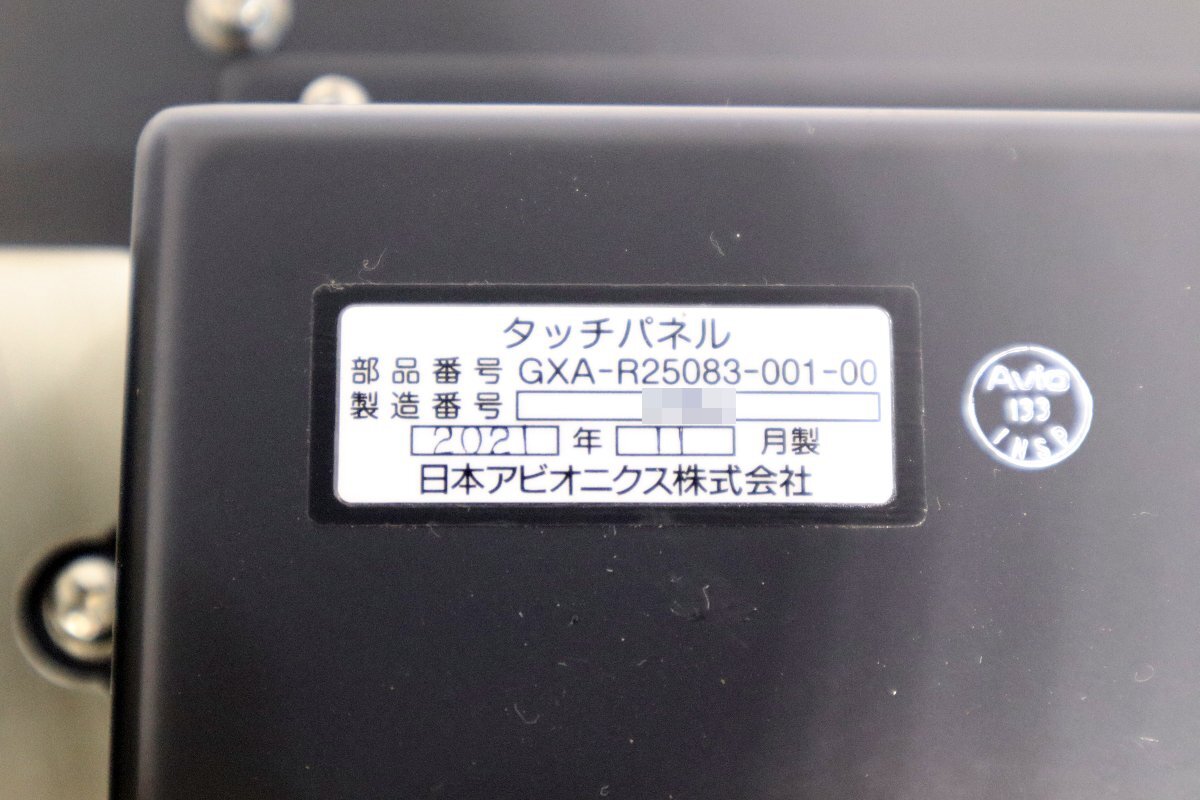 タッチパネル
部品番号 GXA-R25083-001-00
製造番号
2021 年 11 月製
日本アビオニクス株式会社
Avio
133
INSP